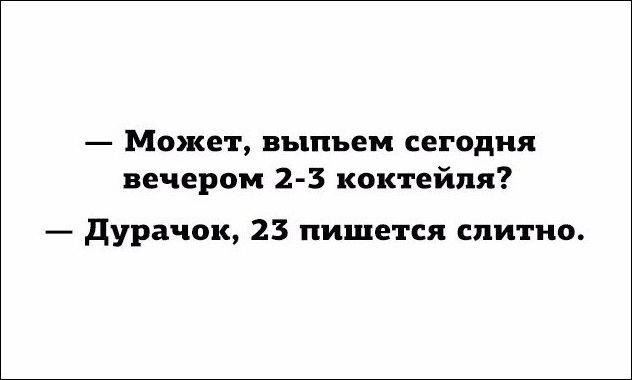 — Может, выпьем сегодня
вечером 2-3 коктейля?
— Дурачок, 23 пишется слитно.